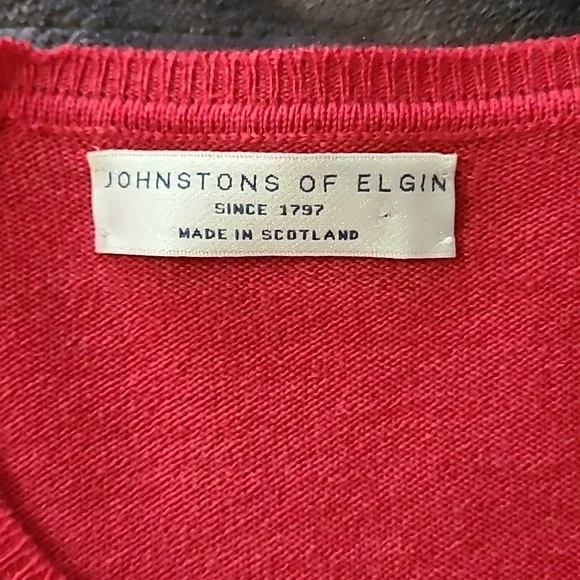 JOHNSTONS OF ELGIN
SINCE 1797
MADE IN SCOTLAND